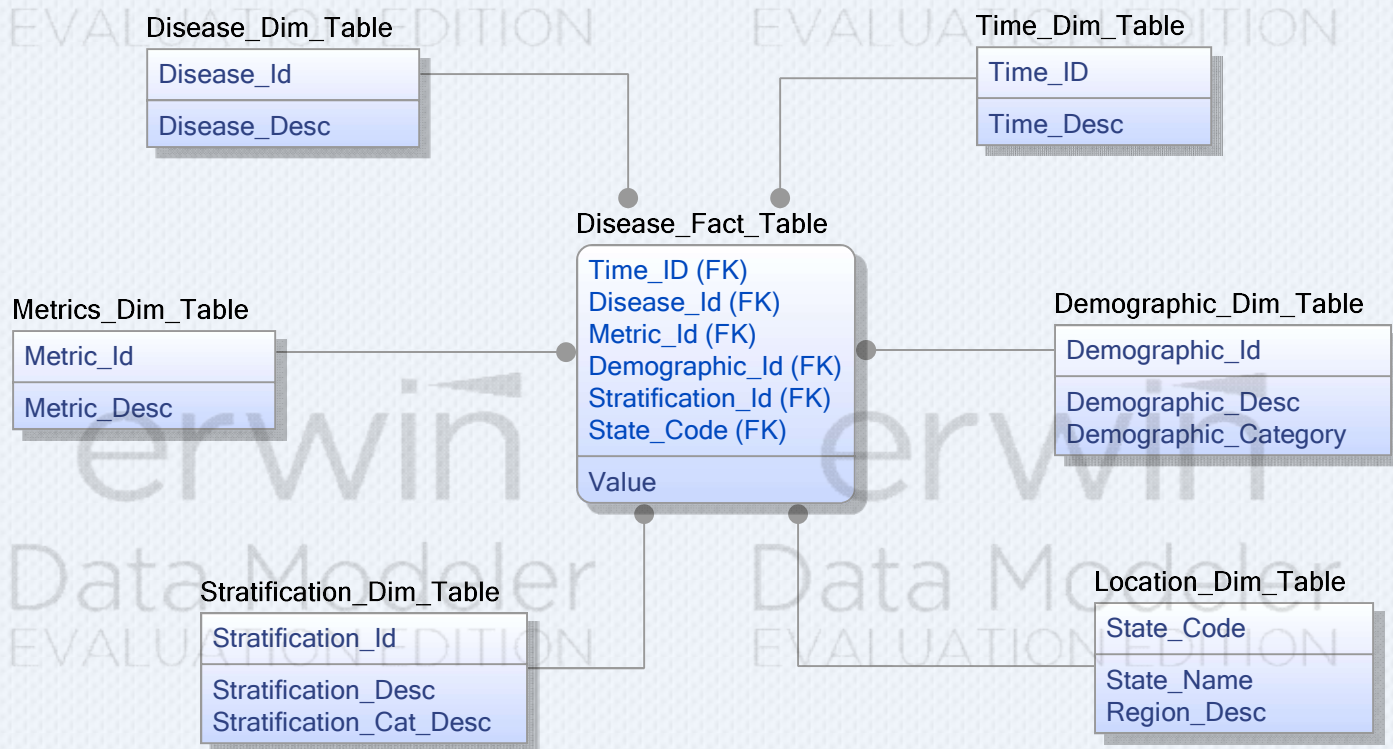 EVALUATION EDITION
EVALUATION EDITION
Disease_Dim_Table
Disease_Id
Disease_Desc
Time_Dim_Table
Time_ID
Time_Desc
Disease_Fact_Table
Time_ID (FK)
Disease_Id (FK)
Metric_Id (FK)
Demographic_Id (FK)
Stratification_Id (FK)
State_Code (FK)
Value
Metrics_Dim_Table
Metric_Id
Metric_Desc
Demographic_Dim_Table
Demographic_Id
Demographic_Desc
Demographic_Category
erwin
Data Modeler
EVALUATION EDITION
erwin
Data Modeler
EVALUATION EDITION
Stratification_Dim_Table
Stratification_Id
Stratification_Desc
Stratification_Cat_Desc
Location_Dim_Table
State_Code
State_Name
Region_Desc